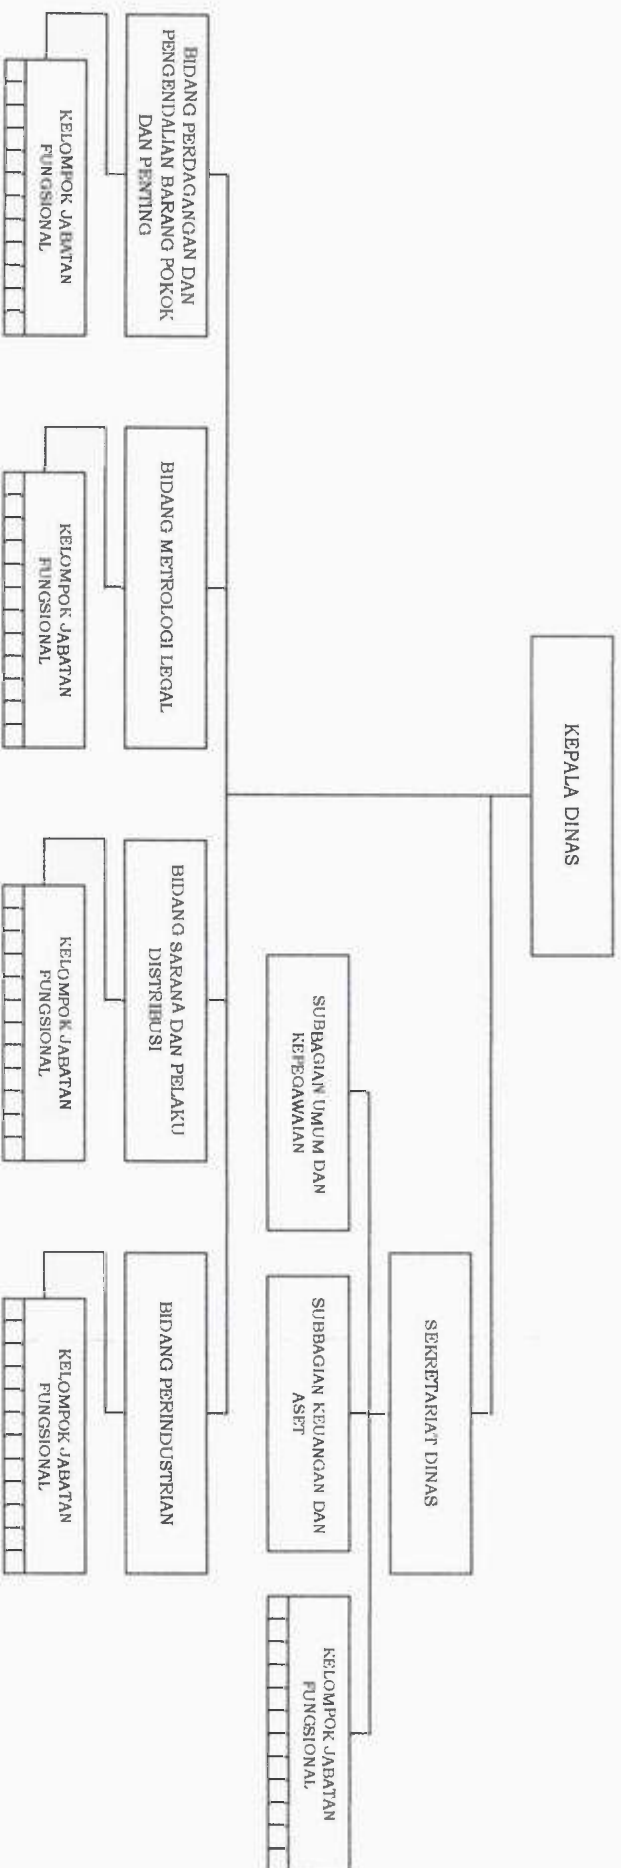 KEPALA DINAS
SEKRETARIAT DINAS
SUBBAGIAN UMUM DAN
KEPEGAWAIAN
SUBBAGIAN KEUANGAN DAN
ASET
KELOMPOK JABATAN
FUNGSIONAL
BIDANG PERDAGANGAN DAN
PENGENDALIAN BARANG POKOK
DAN PENTING
BIDANG METROLOGI LEGAL
BIDANG SARANA DAN PELAKU
DISTRIBUSI
BIDANG PERINDUSTRIAN
KELOMPOK JABATAN
FUNGSIONAL
KELOMPOK JABATAN
FUNGSIONAL
KELOMPOK JABATAN
FUNGSIONAL
KELOMPOK JABATAN
FUNGSIONAL